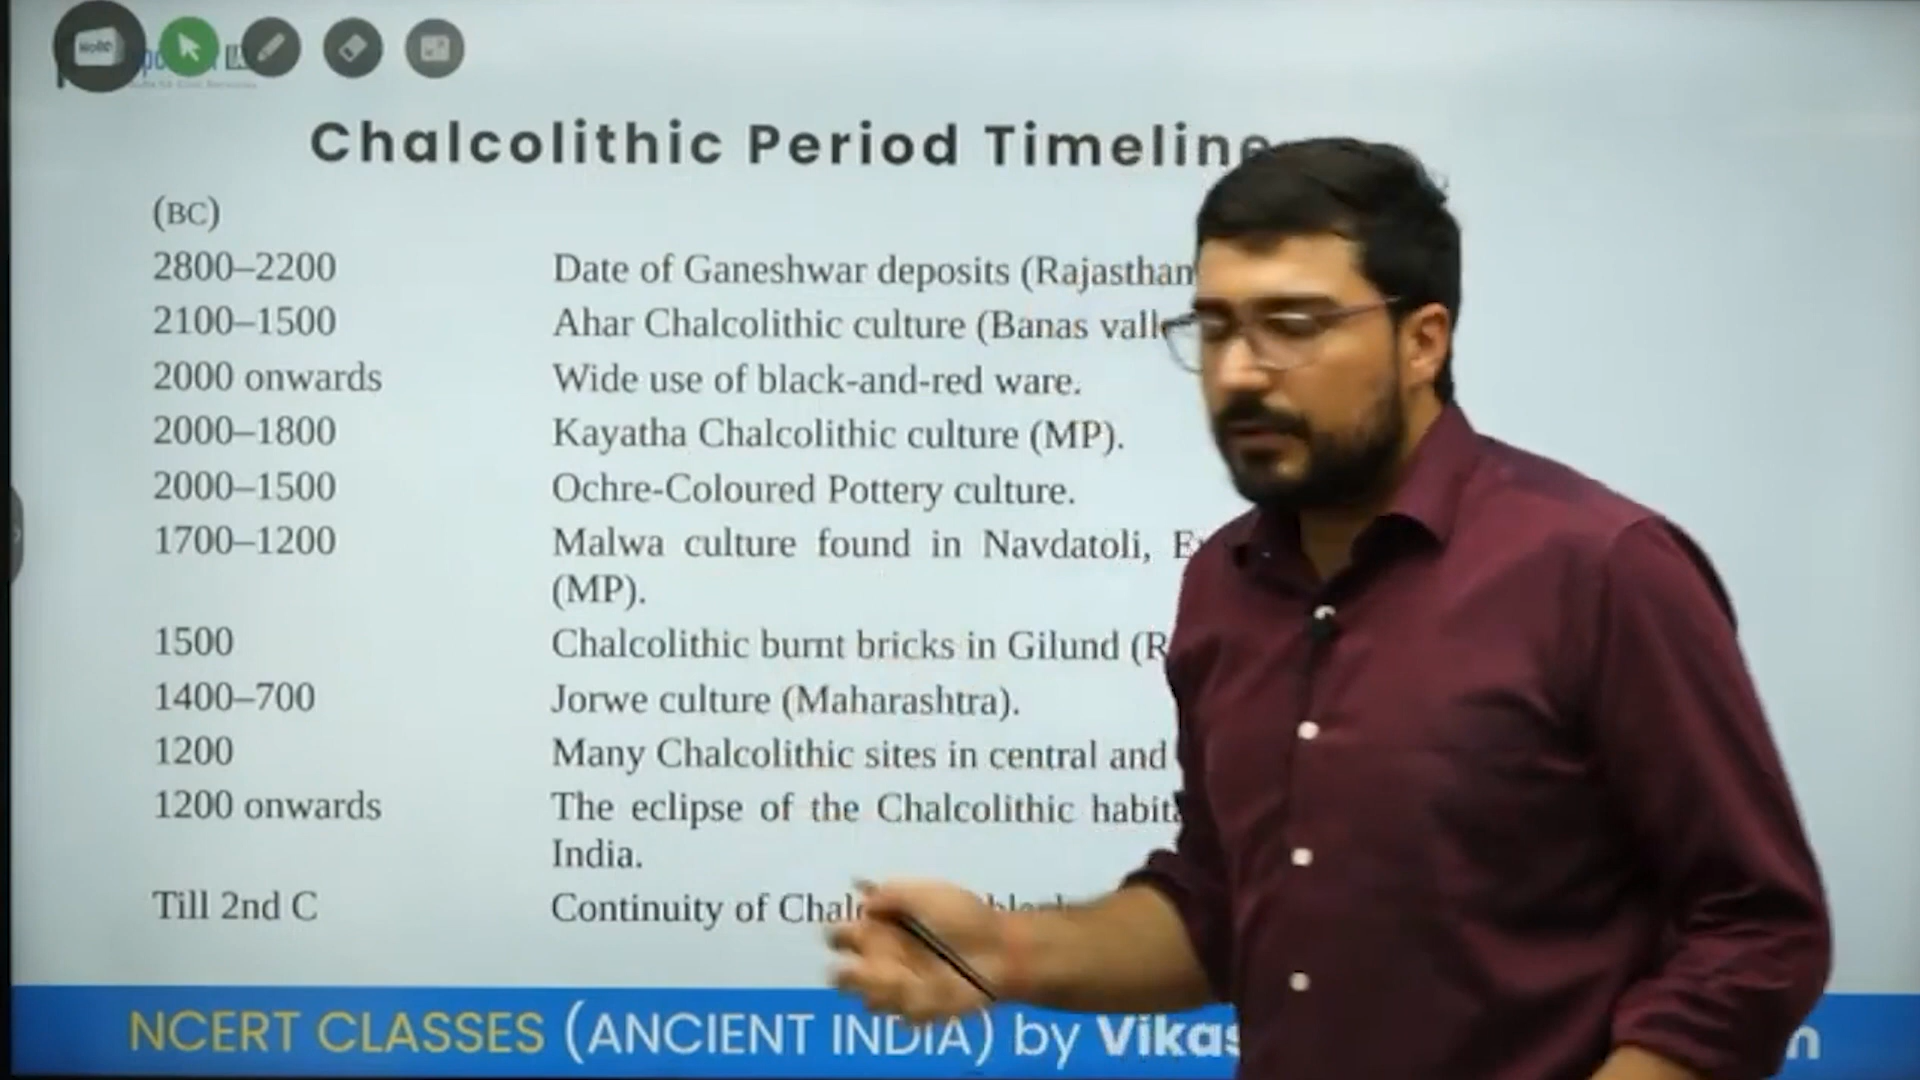 Chalcolithic Period Timeline
(BC)
2800–2200 Date of Ganeshwar deposits (Rajasthan
2100–1500 Ahar Chalcolithic culture (Banas vall
2000 onwards Wide use of black-and-red ware.
2000–1800 Kayatha Chalcolithic culture (MP).
2000–1500 Ochre-Coloured Pottery culture.
1700–1200 Malwa culture found in Navdatoli, E
(MP).
1500 Chalcolithic burnt bricks in Gilund (R
1400–700 Jorwe culture (Maharashtra).
1200 Many Chalcolithic sites in central and
1200 onwards The eclipse of the Chalcolithic habit
India.
Till 2nd C Continuity of Chal
NCERT CLASSES (ANCIENT INDIA) by Vikas